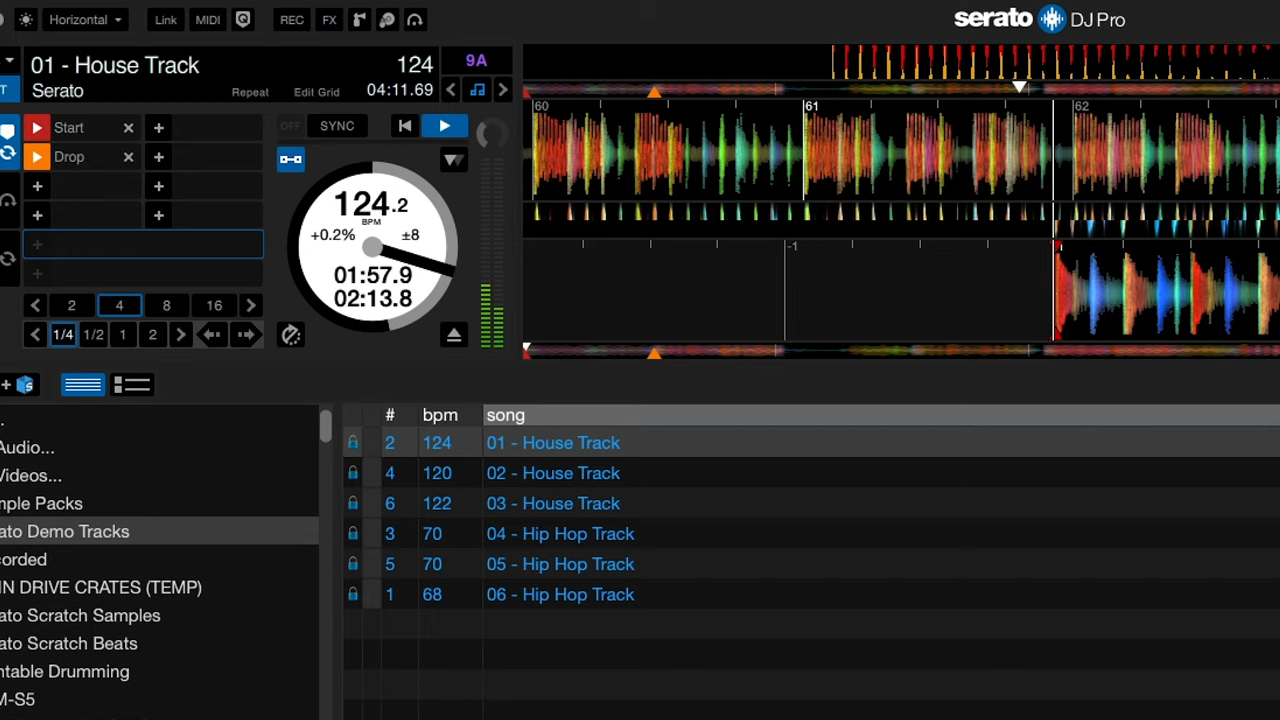 Horizontal Link MIDI REC FX
serato DJ Pro
01 - House Track 124 9A
Serato Repeat Edit Grid 04:11.69
T
60 61 62
Start OFF SYNC
Drop
124.2
BPM
+0.2% ±8
01:57.9
02:13.8
-1
2 4 8 16
1/4 1/2 1 2
# bpm song
2 124 01 - House Track
4 120 02 - House Track
6 122 03 - House Track
3 70 04 - Hip Hop Track
5 70 05 - Hip Hop Track
1 68 06 - Hip Hop Track
.
Audio...
Videos...
mple Packs
ato Demo Tracks
corded
IN DRIVE CRATES (TEMP)
ato Scratch Samples
ato Scratch Beats
ntable Drumming
M-S5